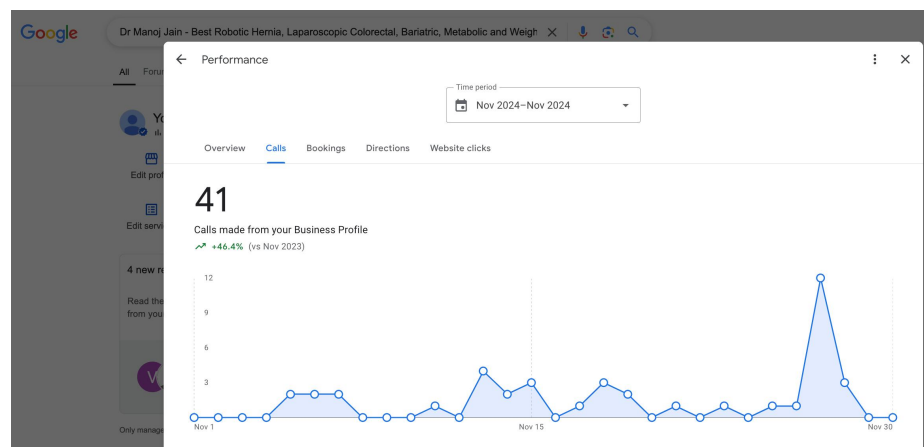 Google
Dr Manoj Jain - Best Robotic Hernia, Laparoscopic Colorectal, Bariatric, Metabolic and Weigh
All Foru
Performance
Time period
Nov 2024–Nov 2024
Overview Calls Bookings Directions Website clicks
Yo
Edit prof
Edit servi
41
Calls made from your Business Profile
+46.4% (vs Nov 2023)
4 new re
Read the
from you
V
Only manage
12
9
6
3
Nov 1
Nov 15
Nov 30